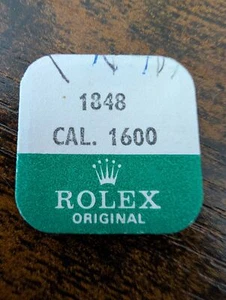 1848
CAL. 1600
ROLEX
ORIGINAL